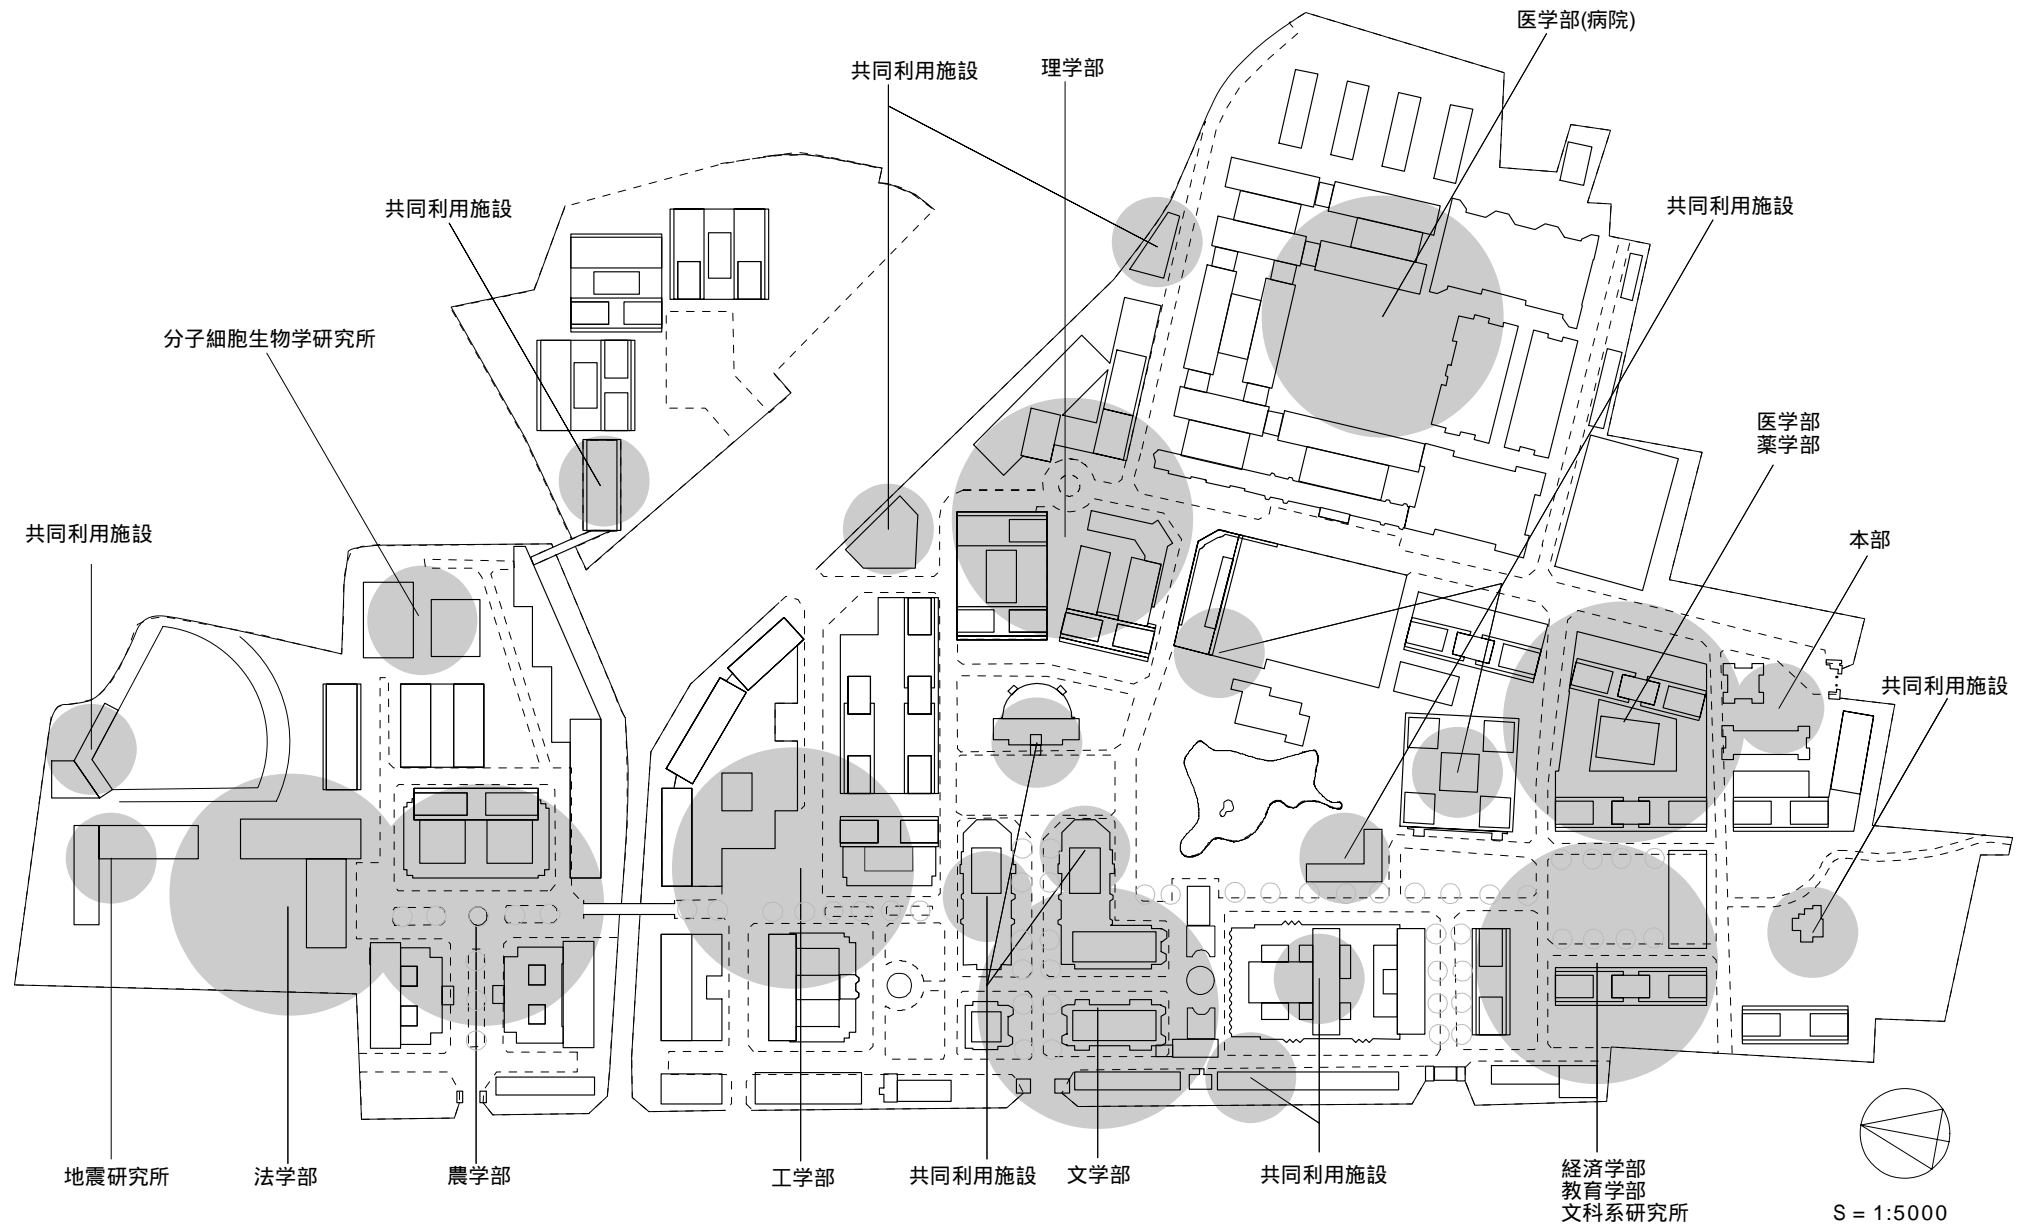 医学部(病院)
共同利用施設
理学部
共同利用施設
共同利用施設
分子細胞生物学研究所
医学部
薬学部
共同利用施設
本部
共同利用施設
地震研究所
法学部
農学部
工学部
共同利用施設
文学部
共同利用施設
経済学部
教育学部
文科系研究所
S = 1:5000